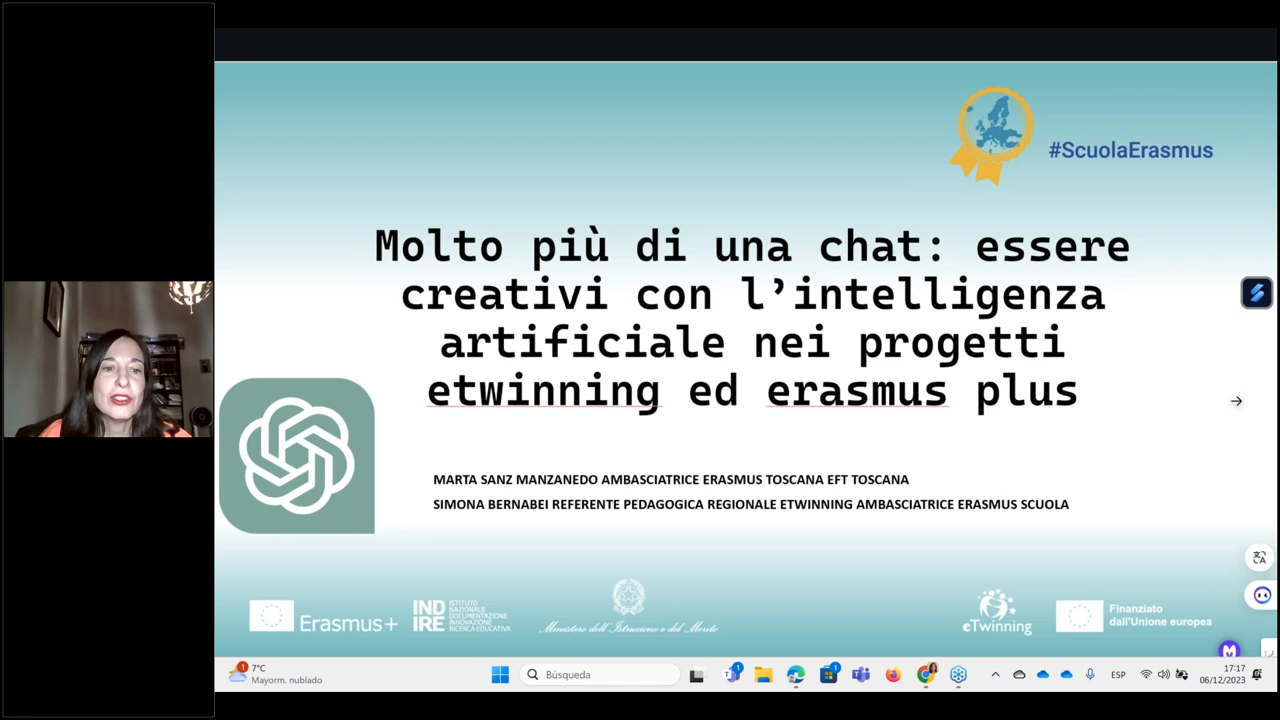 #ScuolaErasmus
Molto più di una chat: essere
creativi con l'intelligenza
artificiale nei progetti
etwinning ed erasmus plus
MARTA SANZ MANZANEDO AMBASCIATRICE ERASMUS TOSCANA EFT TOSCANA
SIMONA BERNABEI REFERENTE PEDAGOGICA REGIONALE ETWINNING AMBASCIATRICE ERASMUS SCUOLA
Erasmus+
INDIRE
ISTITUTO
NAZIONALE
DOCUMENTAZIONE
INNOVAZIONE
RICERCA EDUCATIVA
Ministero dell'Istruzione e del Merito
eTwinning
Finanziato
dall'Unione europea
1
7°C
Mayorm. nublado
Búsqueda
1
1
ESP
17:17
06/12/2023